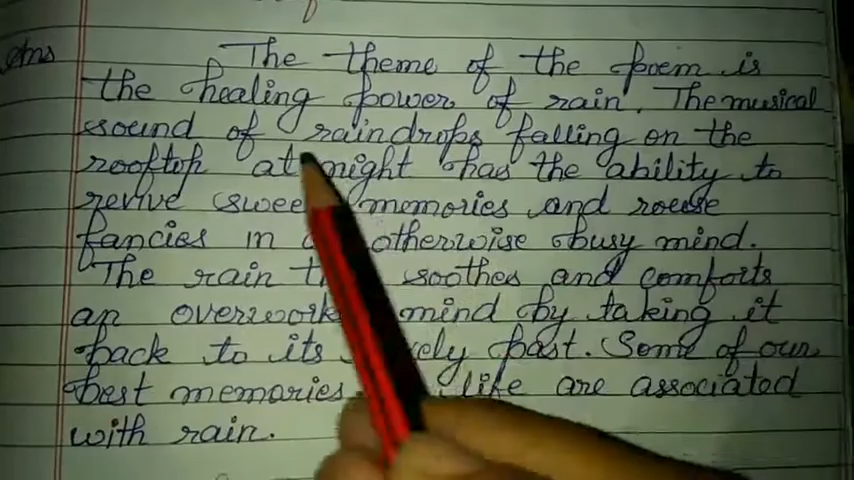 Ans The theme of the poem is
the healing power of rain. The musical
sound of raindrops falling on the
rooftop at night has the ability to
revive sweet memories and rouse
fancies in otherwise busy mind.
The rain soothes and comforts
an overwork mind by taking it
back to its past. Some of our
best memories life are associated
with rain.